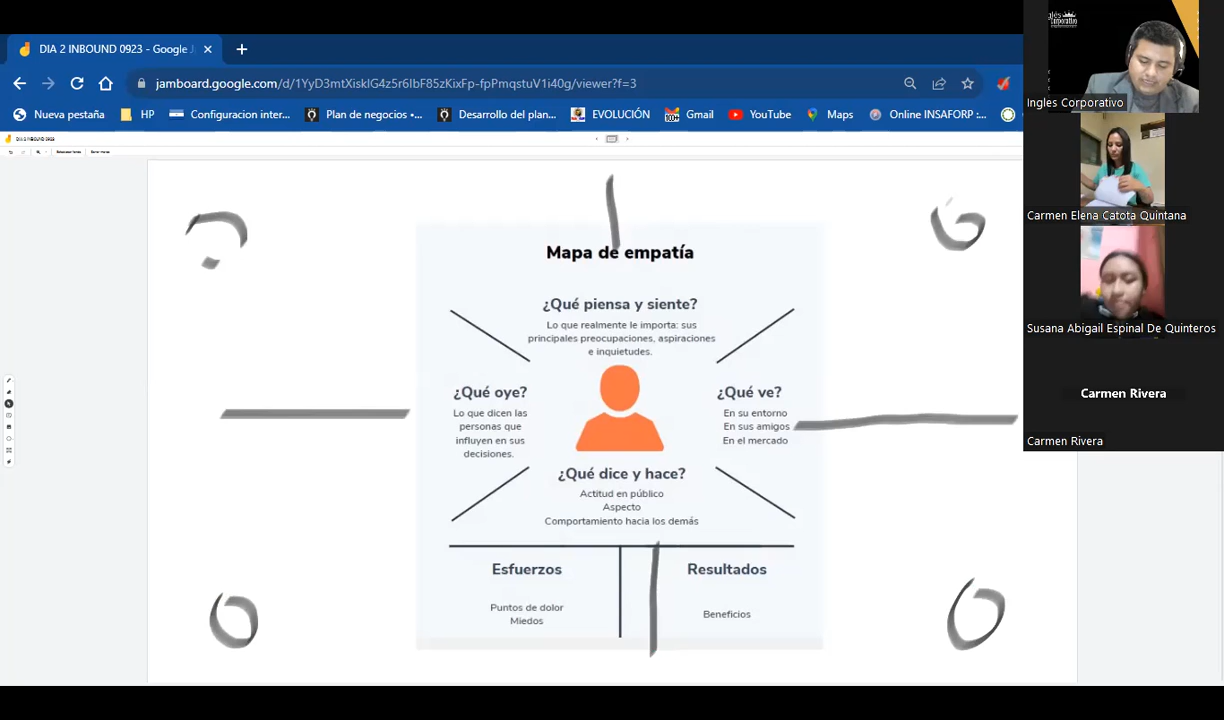 DIA 2 INBOUND 0923 - Google J
jamboard.google.com/d/1YyD3mtXisklG4z5r6IbF85zKixFp-fpPmqstuV1i40g/viewer?f=3
Nueva pestaña
HP
Configuracion inter...
Plan de negocios •...
Desarrollo del plan...
EVOLUCIÓN
Gmail
YouTube
Maps
Online INSAFORP :...
DIA 2 INBOUND 0923
Mapa de empatía
¿Qué piensa y siente?
Lo que realmente le importa: sus
principales preocupaciones, aspiraciones
e inquietudes.
¿Qué oye?
Lo que dicen las
personas que
influyen en sus
decisiones.
¿Qué ve?
En su entorno
En sus amigos
En el mercado
¿Qué dice y hace?
Actitud en público
Aspecto
Comportamiento hacia los demás
Esfuerzos
Puntos de dolor
Miedos
Resultados
Beneficios
Ingles Corporativo
Carmen Elena Catota Quintana
Susana Abigail Espinal De Quinteros
Carmen Rivera
Carmen Rivera